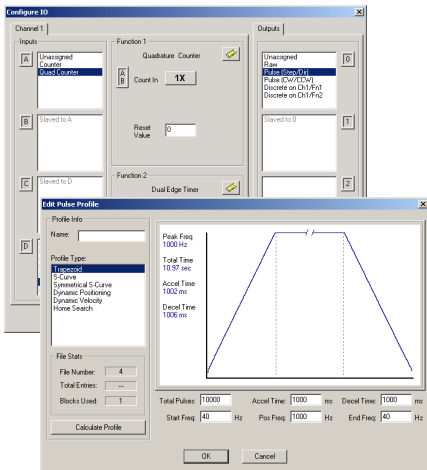 Configure IO
Channel 1
Outputs
Inputs
A
Unassigned
Counter
Quad Counter
B
Slaved to A
C
Slaved to D
D
Function 1
Quadrature Counter
A
B
Count In
1X
Reset
Value
0
Function 2
Dual Edge Timer
Unassigned
Raw
Pulse (Step/Dir)
Pulse (CW/CCW)
Discrete on Ch1/Fn1
Discrete on Ch1/Fn2
0
Slaved to 0
1
2
Edit Pulse Profile
Profile Info
Name:
Profile Type:
Trapezoid
S-Curve
Symmetrical S-Curve
Dynamic Positioning
Dynamic Velocity
Home Search
File Stats
File Number: 4
Total Entries: ---
Blocks Used: 1
Calculate Profile
Peak Freq
1000 Hz
Total Time
10.97 sec
Accel Time
1002 ms
Decel Time
1006 ms
Total Pulses: 10000 Accel Time: 1000 ms Decel Time: 1000 ms
Start Freq: 40 Hz Pos Freq: 1000 Hz End Freq: 40 Hz
OK Cancel